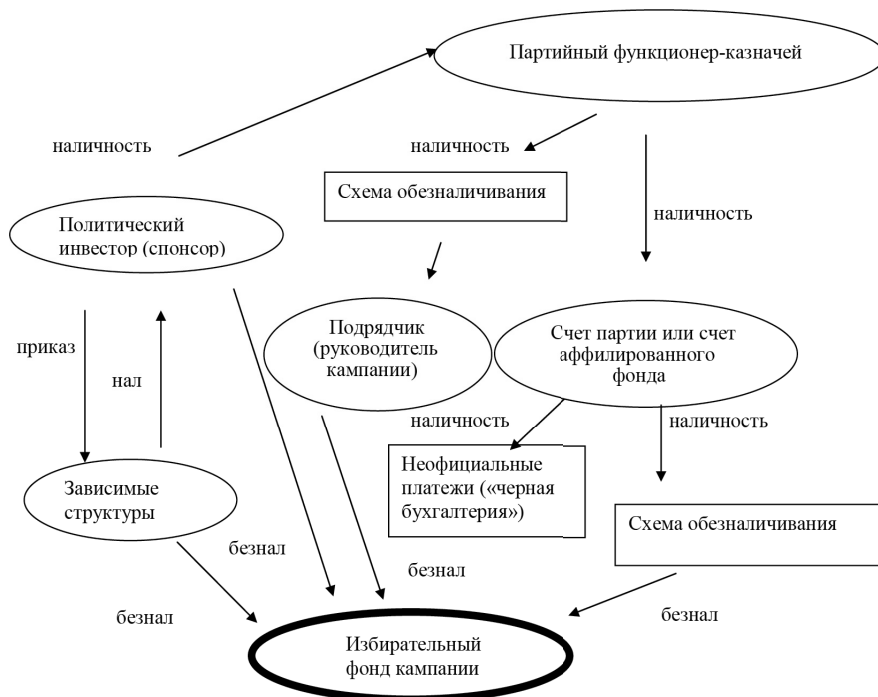 Партийный функционер-казначей
наличность
наличность
Схема обезналичивания
наличность
Политический
инвестор (спонсор)
Подрядчик
(руководитель
кампании)
Счет партии или счет
аффилированного
фонда
приказ
нал
наличность
наличность
Неофициальные
платежи («черная
бухгалтерия»)
Зависимые
структуры
Схема обезналичивания
безнал
безнал
безнал
безнал
Избирательный
фонд кампании